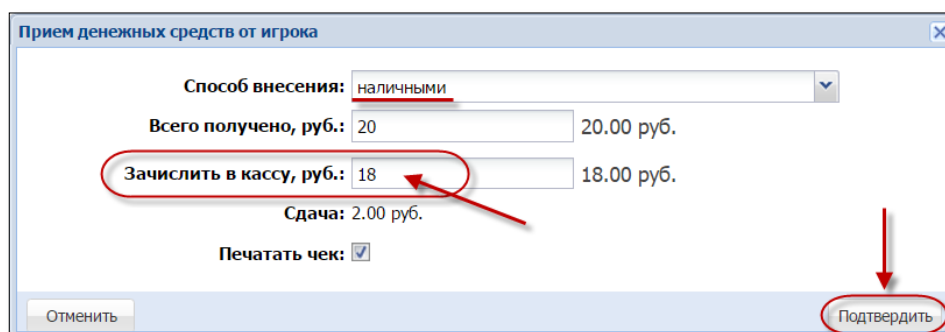 Прием денежных средств от игрока
Способ внесения: наличными
Всего получено, руб.: 20 20.00 руб.
Зачислить в кассу, руб.: 18 18.00 руб.
Сдача: 2.00 руб.
Печатать чек:
Отменить Подтвердить